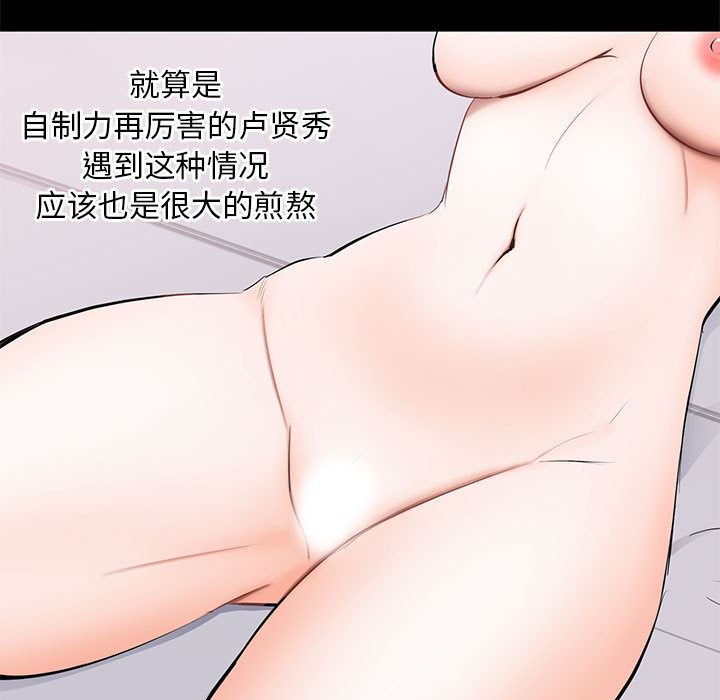 就算是
自制力再厉害的卢贤秀
遇到这种情况
应该也是很大的煎熬